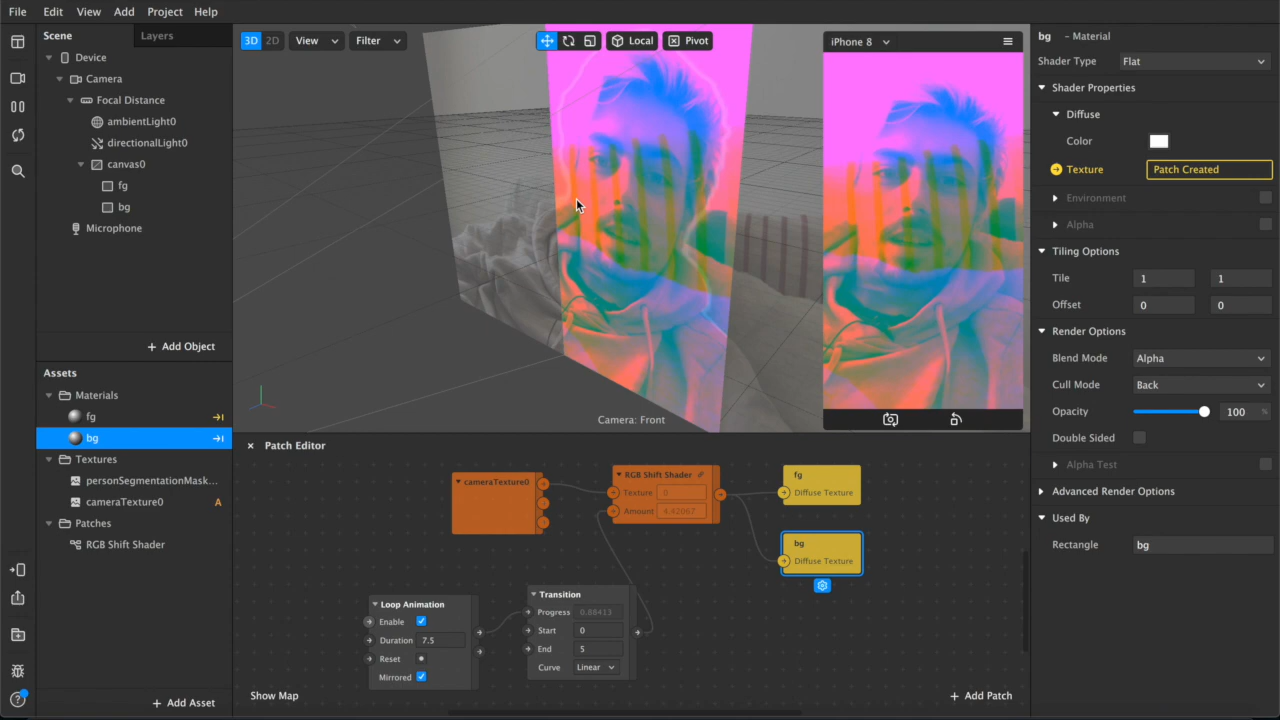 File Edit View Add Project Help
Scene Layers
Device
Camera
Focal Distance
ambientLight0
directionalLight0
canvas0
fg
bg
Microphone
+ Add Object
Assets
Materials
fg
bg
Textures
personSegmentationMask...
cameraTexture0 A
Patches
RGB Shift Shader
+ Add Asset
3D 2D View Filter Local Pivot
Camera: Front
iPhone 8
Patch Editor
cameraTexture0
RGB Shift Shader
Texture 0
Amount 4.42067
fg
Diffuse Texture
bg
Diffuse Texture
Loop Animation
Enable
Duration 7.5
Reset
Mirrored
Transition
Progress 0.88413
Start 0
End 5
Curve Linear
Show Map
+ Add Patch
bg - Material
Shader Type Flat
Shader Properties
Diffuse
Color
Texture Patch Created
Environment
Alpha
Tiling Options
Tile 1 1
Offset 0 0
Render Options
Blend Mode Alpha
Cull Mode Back
Opacity 100 %
Double Sided
Alpha Test
Advanced Render Options
Used By
Rectangle bg